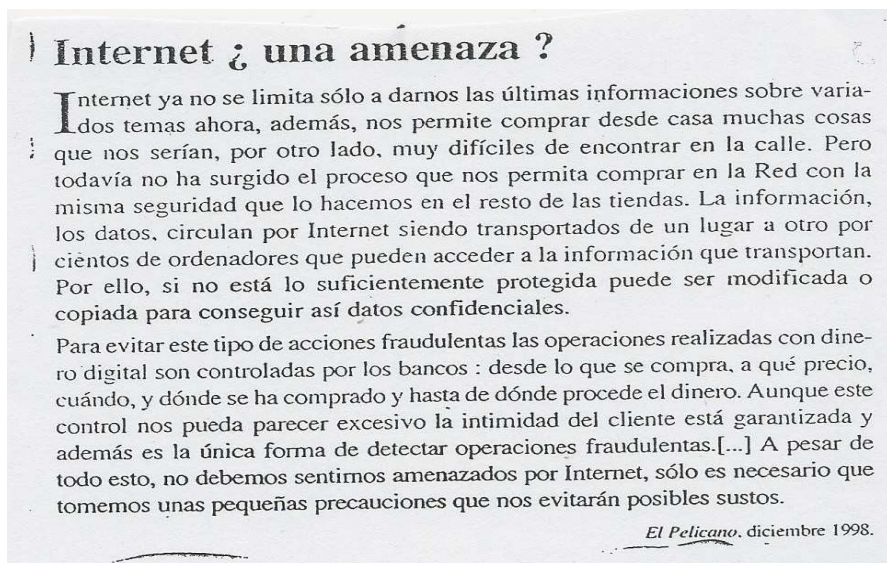 Internet ¿ una amenaza ?
Internet ya no se limita sólo a darnos las últimas informaciones sobre varia-
dos temas ahora, además, nos permite comprar desde casa muchas cosas
que nos serían, por otro lado, muy difíciles de encontrar en la calle. Pero
todavía no ha surgido el proceso que nos permita comprar en la Red con la
misma seguridad que lo hacemos en el resto de las tiendas. La información,
los datos, circulan por Internet siendo transportados de un lugar a otro por
cientos de ordenadores que pueden acceder a la información que transportan.
Por ello, si no está lo suficientemente protegida puede ser modificada o
copiada para conseguir así datos confidenciales.
Para evitar este tipo de acciones fraudulentas las operaciones realizadas con dine-
ro digital son controladas por los bancos : desde lo que se compra, a qué precio,
cuándo, y dónde se ha comprado y hasta de dónde procede el dinero. Aunque este
control nos pueda parecer excesivo la intimidad del cliente está garantizada y
además es la única forma de detectar operaciones fraudulentas.[...] A pesar de
todo esto, no debemos sentirnos amenazados por Internet, sólo es necesario que
tomemos unas pequeñas precauciones que nos evitarán posibles sustos.
El Pelicano. diciembre 1998.